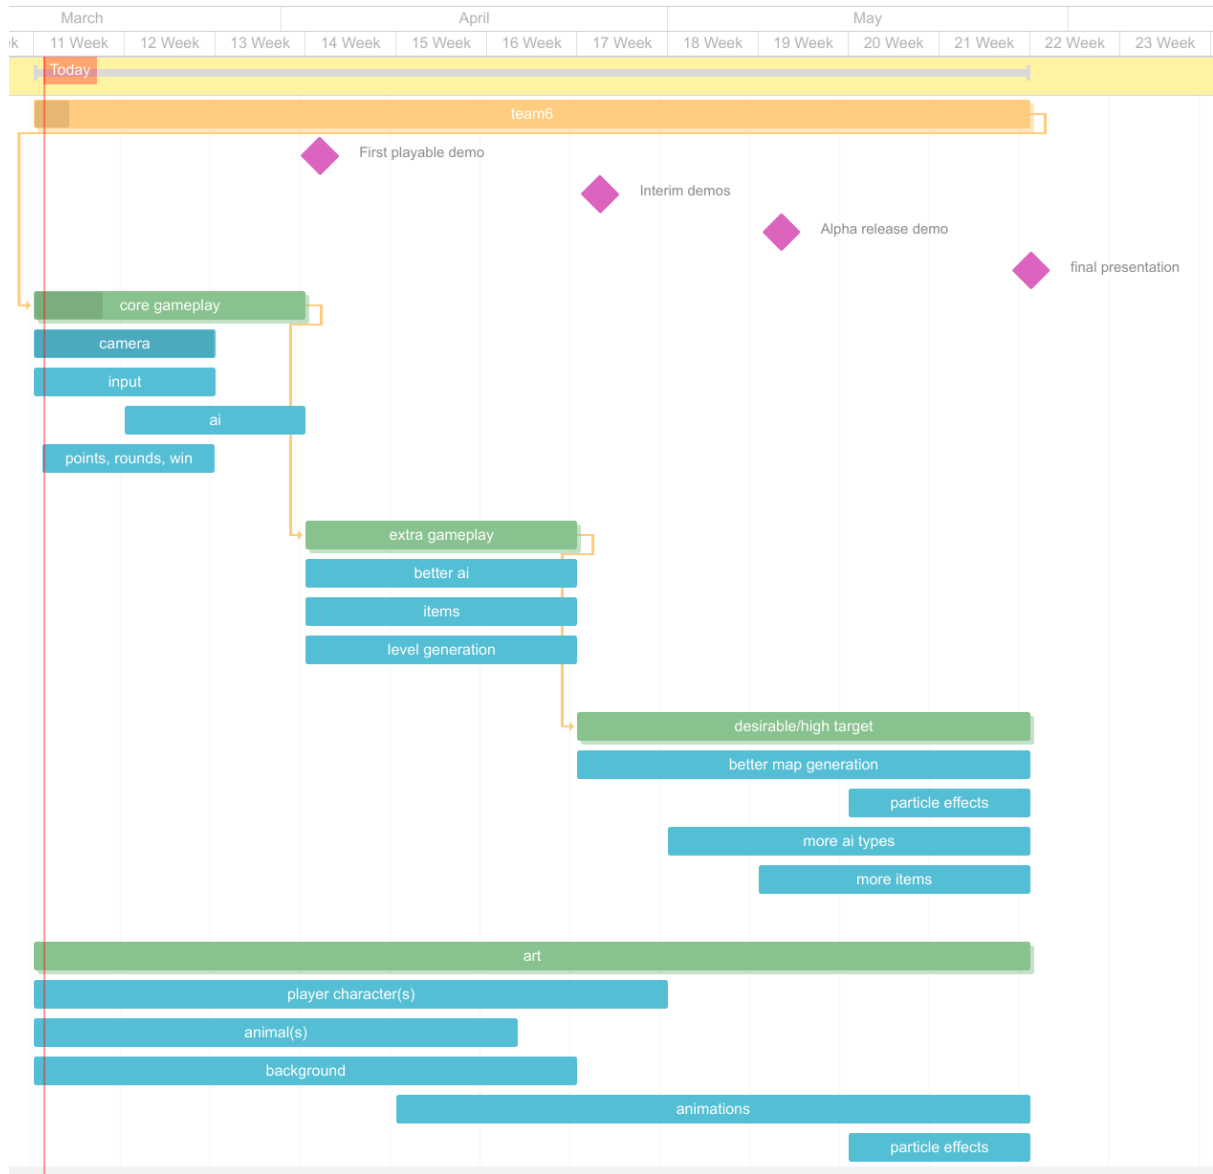 March April May
11 Week 12 Week 13 Week 14 Week 15 Week 16 Week 17 Week 18 Week 19 Week 20 Week 21 Week 22 Week 23 Week
Today
team6
First playable demo
Interim demos
Alpha release demo
final presentation
core gameplay
camera
input
ai
points, rounds, win
extra gameplay
better ai
items
level generation
desirable/high target
better map generation
particle effects
more ai types
more items
art
player character(s)
animal(s)
background
animations
particle effects